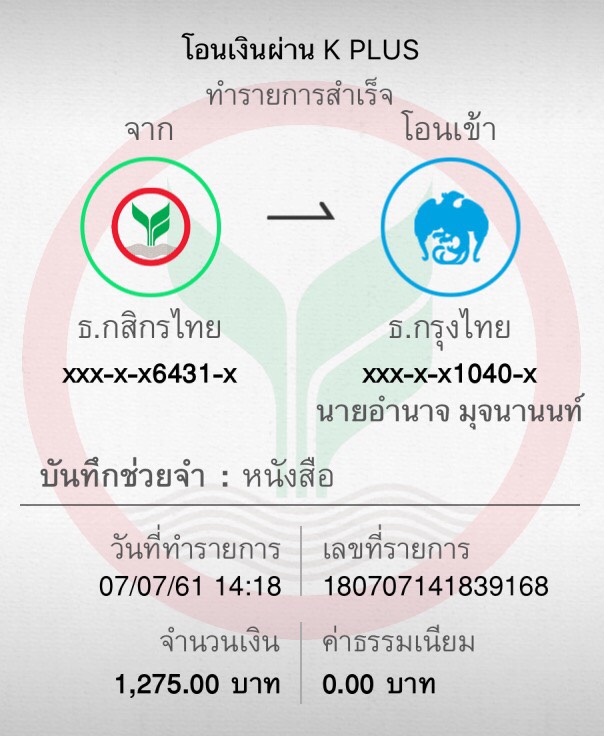 โอนเงินผ่าน K PLUS
ทำรายการสำเร็จ
จาก
โอนเข้า
ธ.กสิกรไทย
ธ.กรุงไทย
xxx-x-x6431-x
xxx-x-x1040-x
นายอำนาจ มุจนานนท์
บันทึกช่วยจำ : หนังสือ
วันที่ทำรายการ
เลขที่รายการ
07/07/61 14:18
180707141839168
จำนวนเงิน
ค่าธรรมเนียม
1,275.00 บาท
0.00 บาท